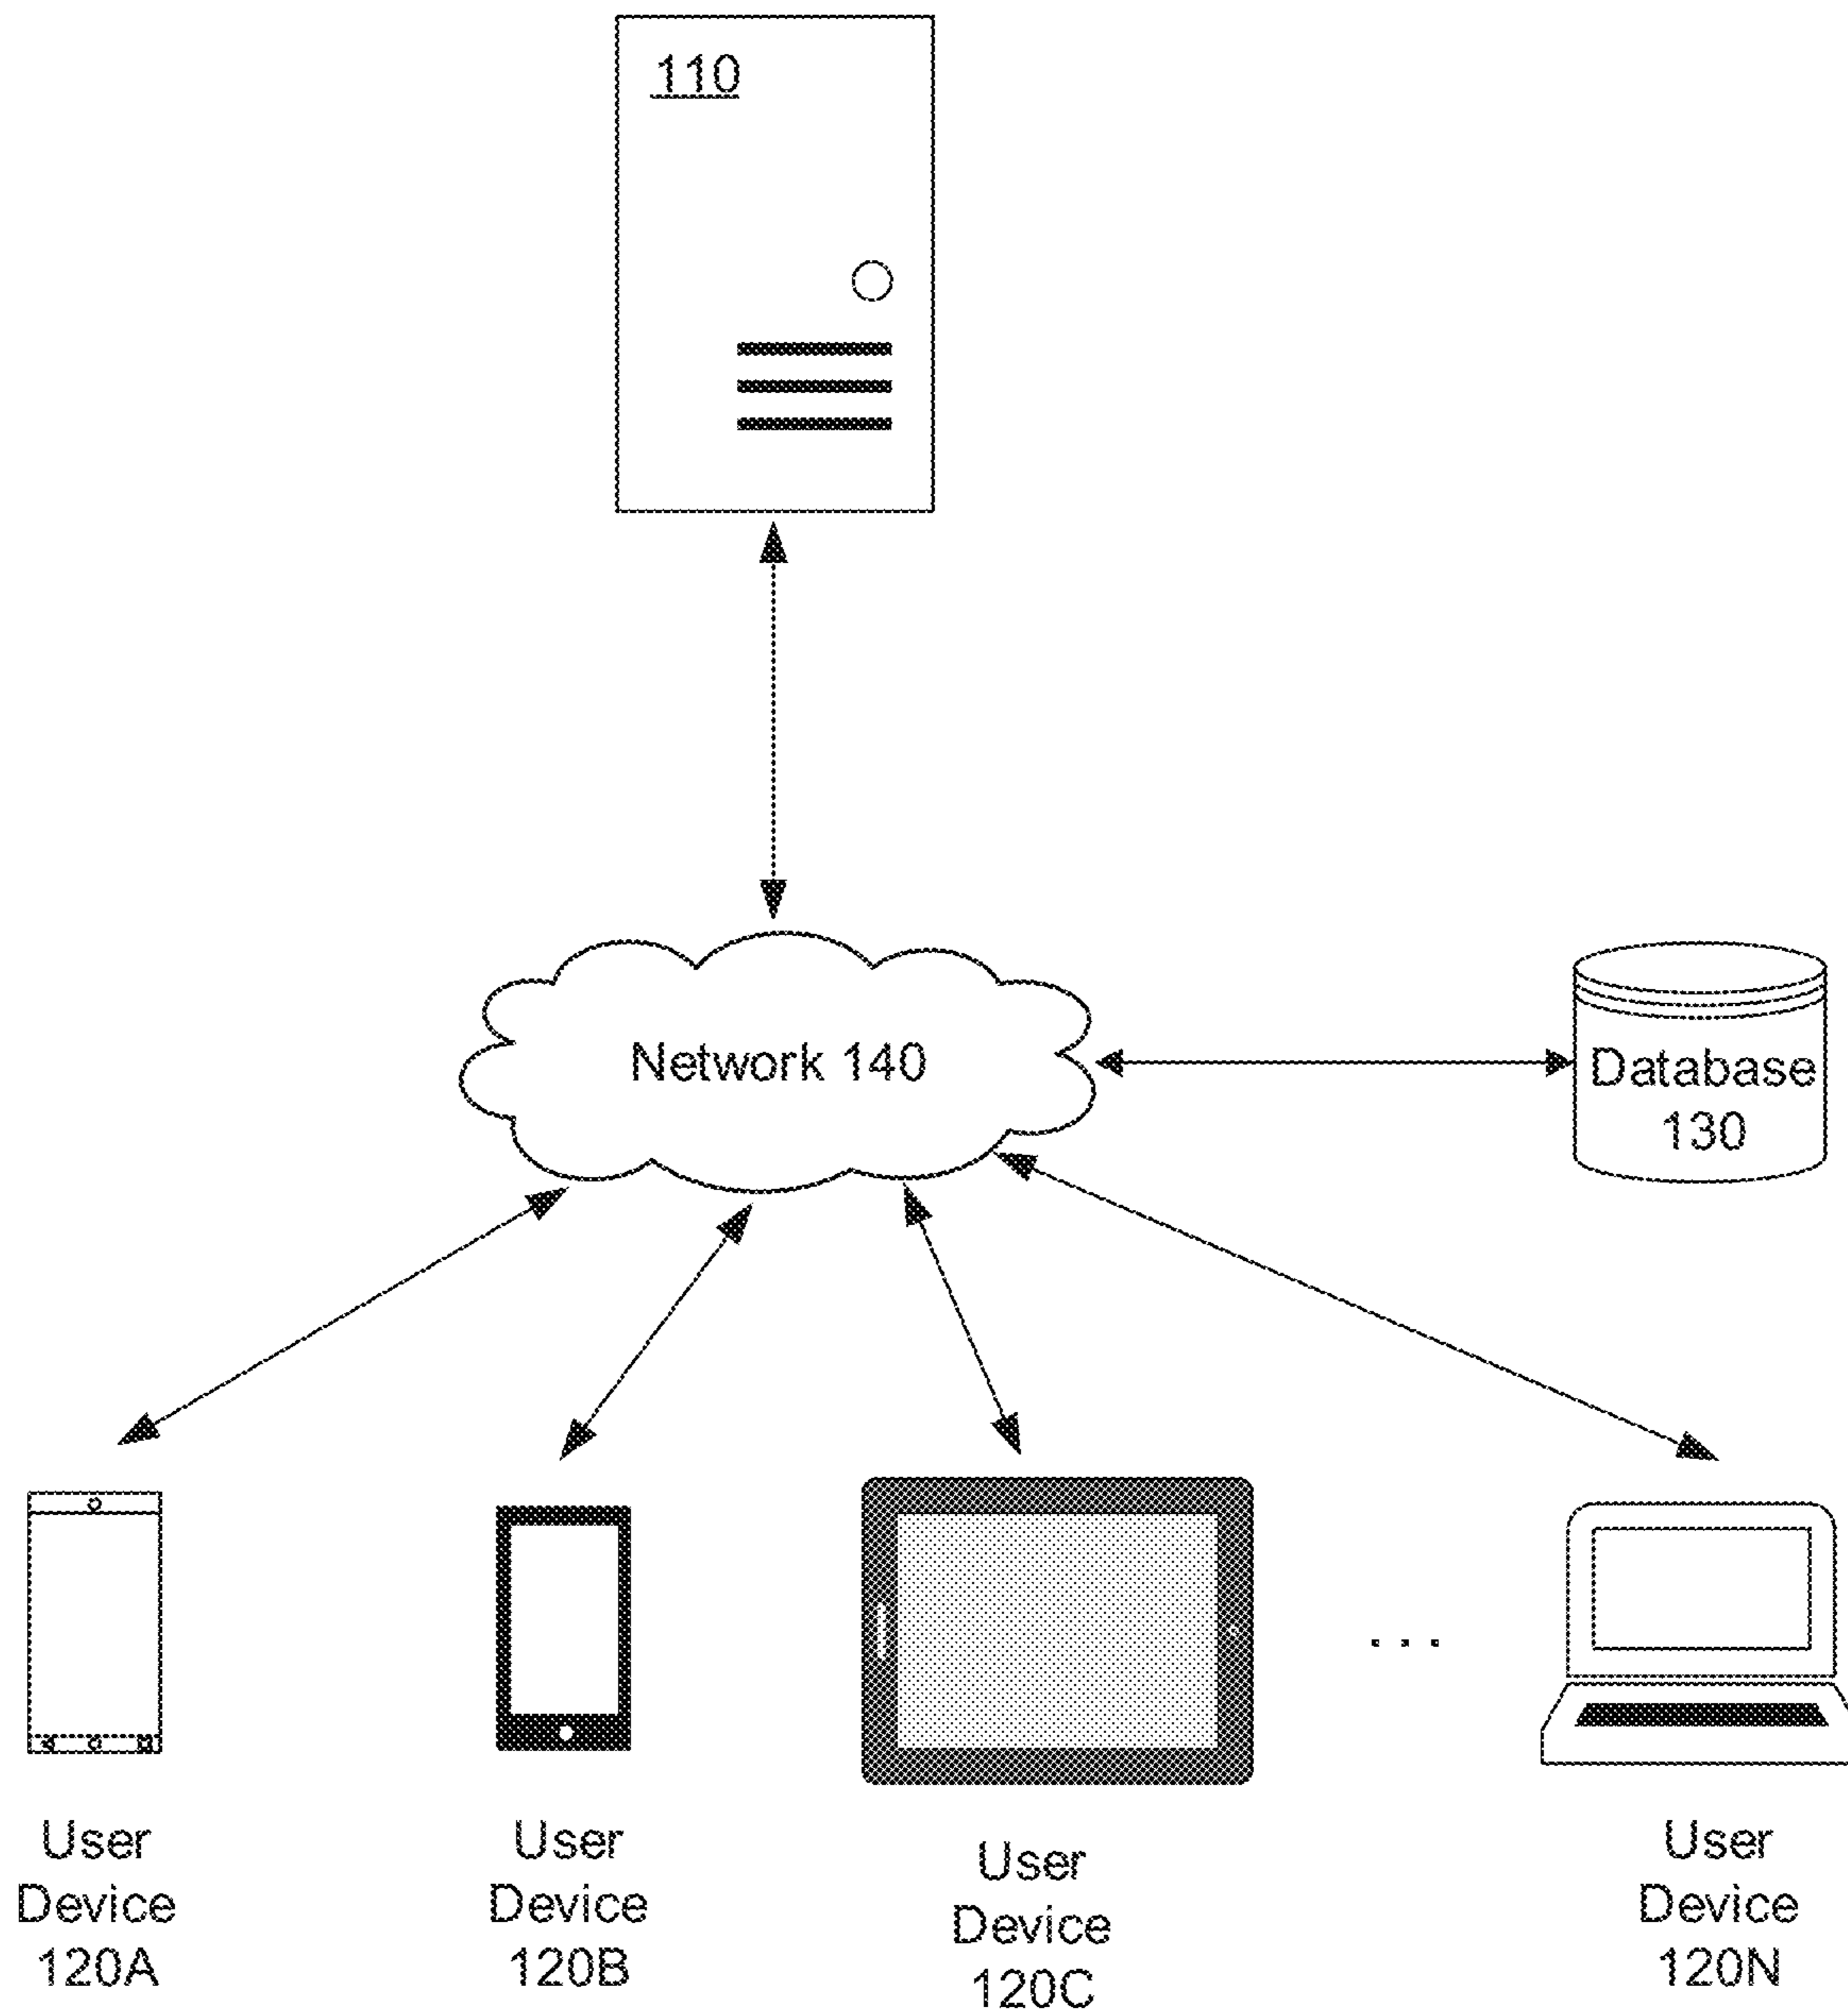 110
Network 140
Database
130
User
Device
120A
User
Device
120B
User
Device
120C
...
User
Device
120N